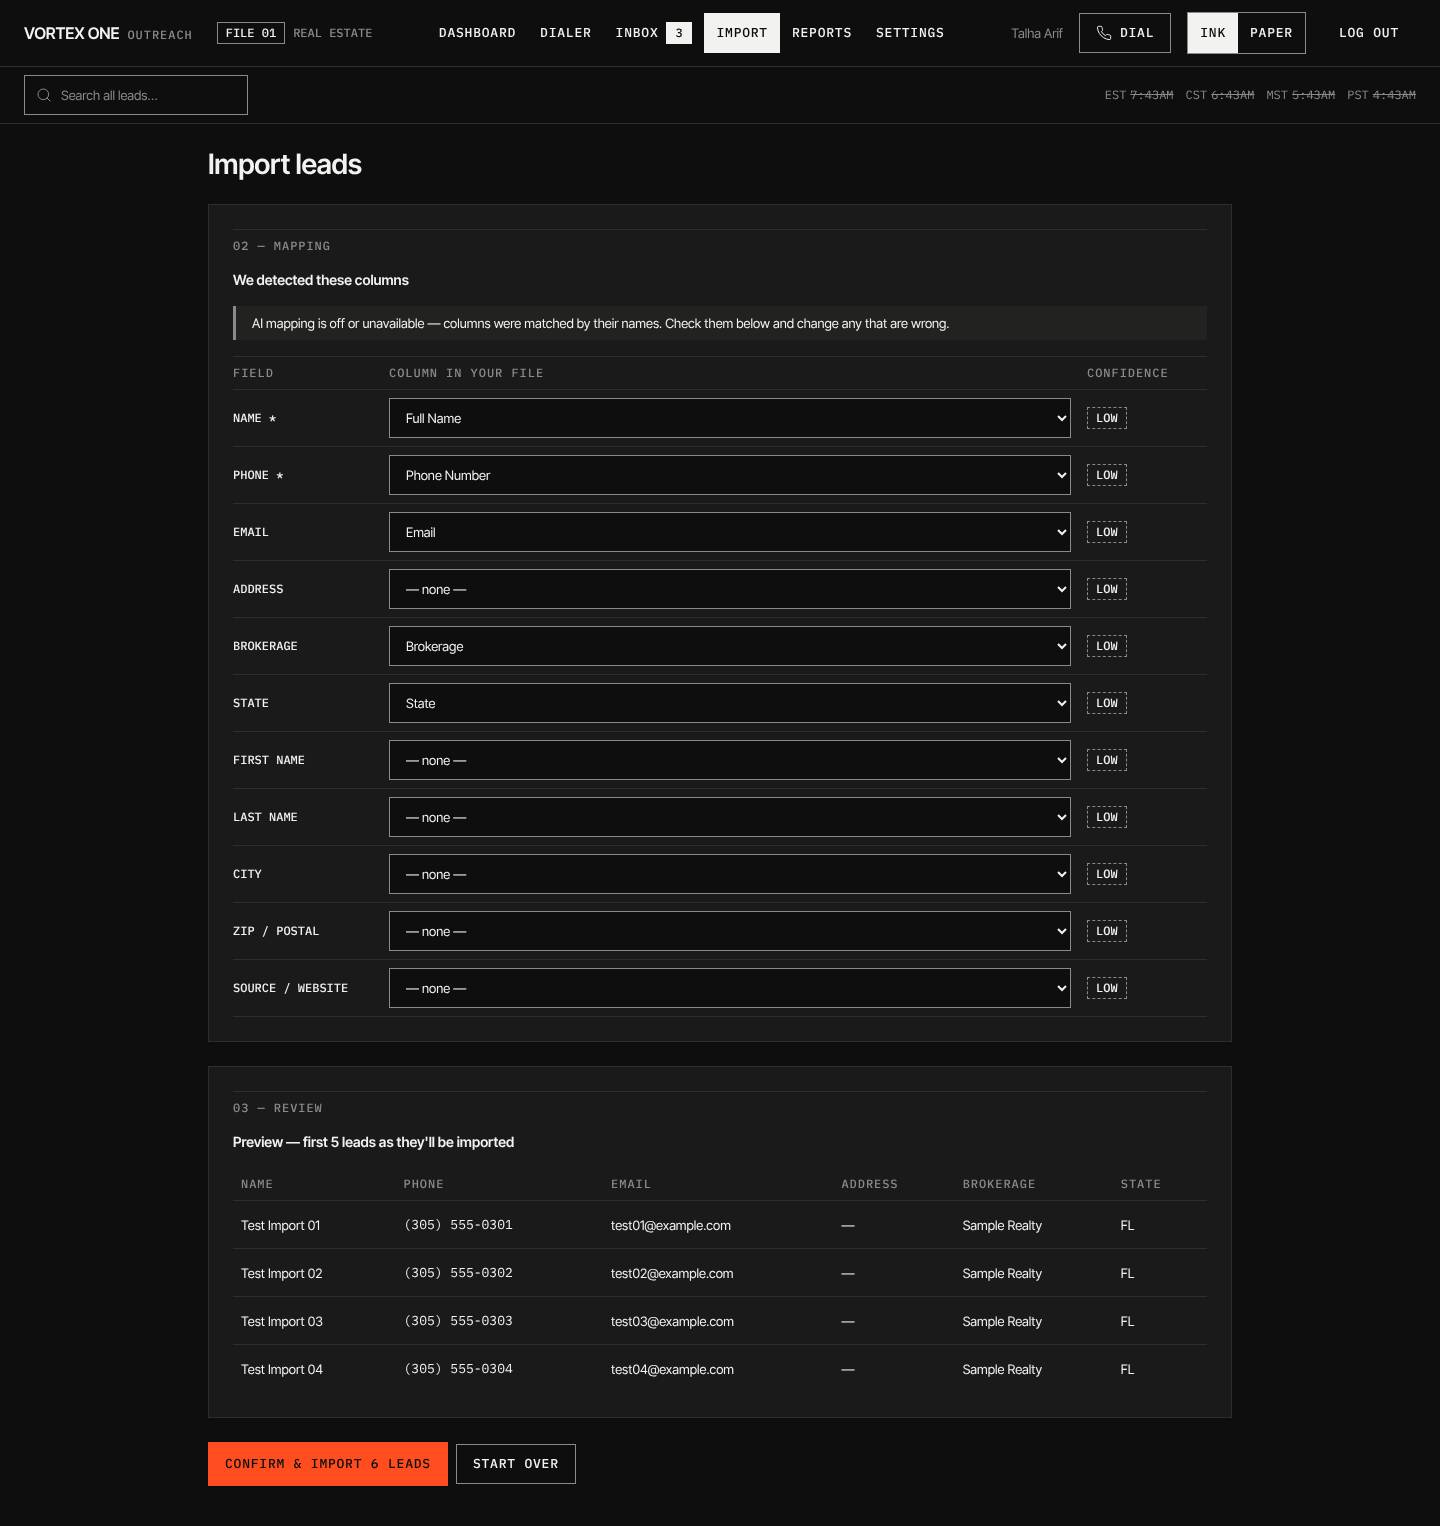 VORTEX ONE OUTREACH FILE 01 REAL ESTATE DASHBOARD DIALER INBOX 3 IMPORT REPORTS SETTINGS Talha Arif DIAL INK PAPER LOG OUT
Search all leads... EST 7:43AM CST 6:43AM MST 5:43AM PST 4:43AM
Import leads
02 — MAPPING
We detected these columns
AI mapping is off or unavailable — columns were matched by their names. Check them below and change any that are wrong.
FIELD COLUMN IN YOUR FILE CONFIDENCE
NAME * Full Name LOW
PHONE * Phone Number LOW
EMAIL Email LOW
ADDRESS — none — LOW
BROKERAGE Brokerage LOW
STATE State LOW
FIRST NAME — none — LOW
LAST NAME — none — LOW
CITY — none — LOW
ZIP / POSTAL — none — LOW
SOURCE / WEBSITE — none — LOW
03 — REVIEW
Preview — first 5 leads as they'll be imported
NAME PHONE EMAIL ADDRESS BROKERAGE STATE
Test Import 01 (305) 555-0301 test01@example.com — Sample Realty FL
Test Import 02 (305) 555-0302 test02@example.com — Sample Realty FL
Test Import 03 (305) 555-0303 test03@example.com — Sample Realty FL
Test Import 04 (305) 555-0304 test04@example.com — Sample Realty FL
CONFIRM & IMPORT 6 LEADS START OVER